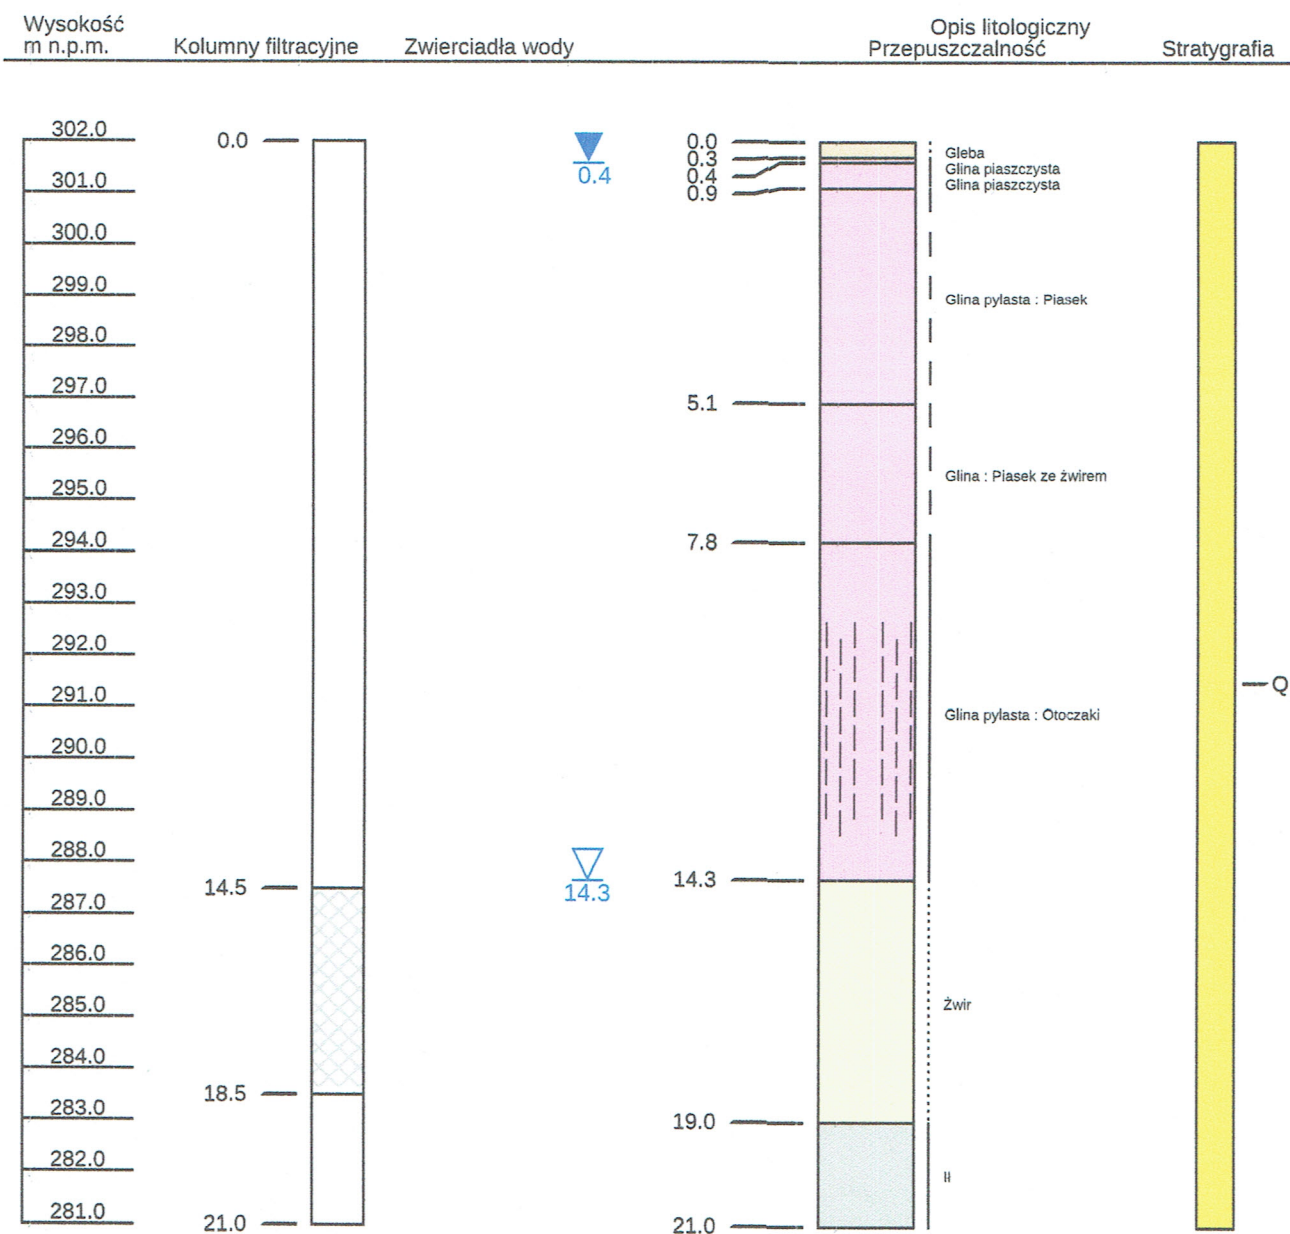 Wysokość
m n.p.m.
Kolumny filtracyjne
Zwierciadła wody
Opis litologiczny
Przepuszczalność
Stratygrafia
302.0
301.0
300.0
299.0
298.0
297.0
296.0
295.0
294.0
293.0
292.0
291.0
290.0
289.0
288.0
287.0
286.0
285.0
284.0
283.0
282.0
281.0
0.0
14.5
18.5
21.0
0.4
14.3
0.0
0.3
0.4
0.9
5.1
7.8
14.3
19.0
21.0
Gleba
Glina piaszczysta
Glina piaszczysta
Glina pylasta : Piasek
Glina : Piasek ze żwirem
Glina pylasta : Otoczaki
Żwir
Ił
Q